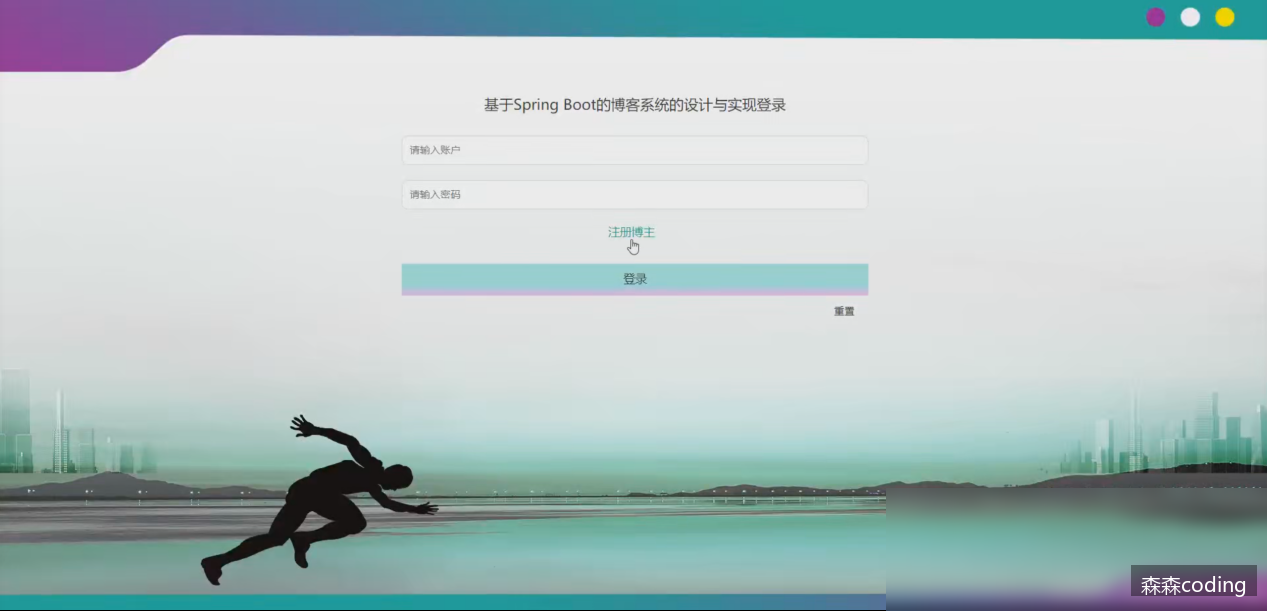 基于Spring Boot的博客系统的设计与实现登录
请输入账户
请输入密码
注册博主
登录
重置
森森coding